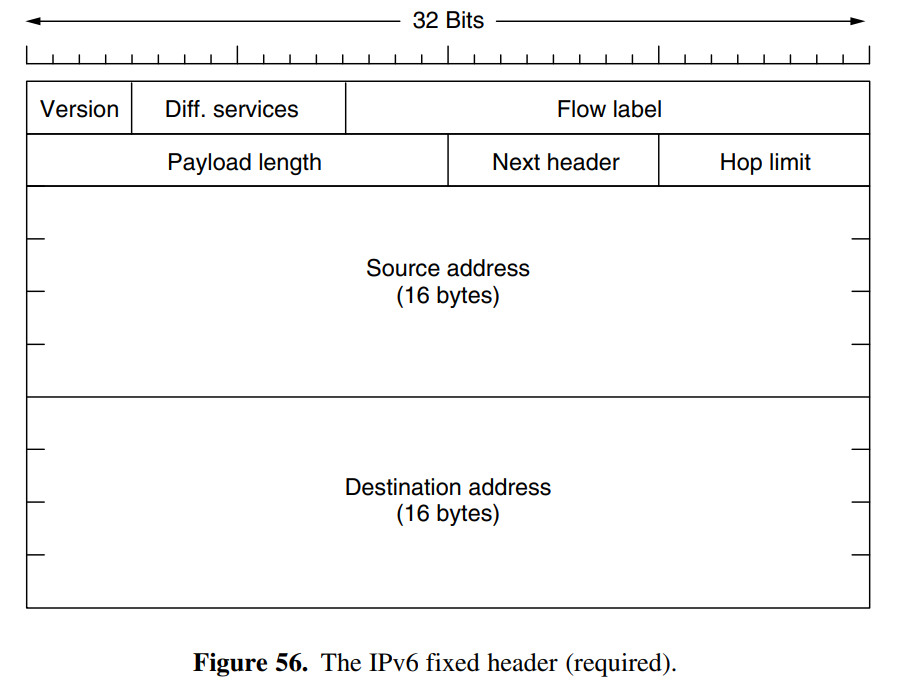 32 Bits
Version Diff. services Flow label
Payload length Next header Hop limit
Source address
(16 bytes)
Destination address
(16 bytes)
Figure 56. The IPv6 fixed header (required).